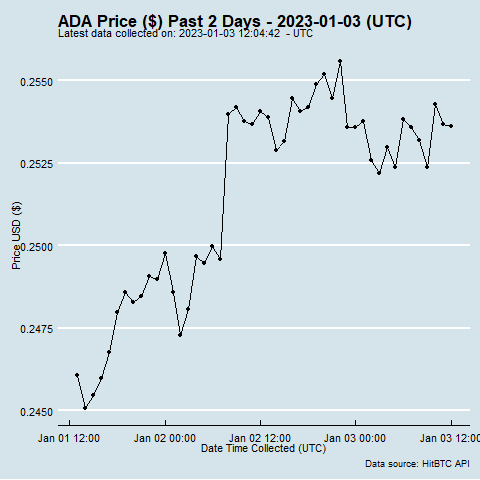 ADA Price ($) Past 2 Days - 2023-01-03 (UTC)
Latest data collected on: 2023-01-03 12:04:42  - UTC
0.2550
0.2525
0.2500
0.2475
0.2450
Price USD ($)
Jan 01 12:00 Jan 02 00:00 Jan 02 12:00 Jan 03 00:00 Jan 03 12:00
Date Time Collected (UTC)
Data source: HitBTC API